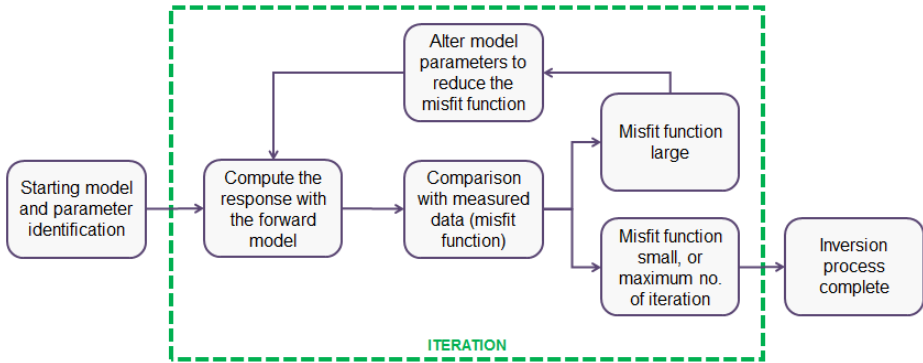 Alter model
parameters to
reduce the
misfit function
Misfit function
large
Starting model
and parameter
identification
Compute the
response with
the forward
model
Comparison
with measured
data (misfit
function)
Misfit function
small, or
maximum no.
of iteration
Inversion
process
complete
ITERATION